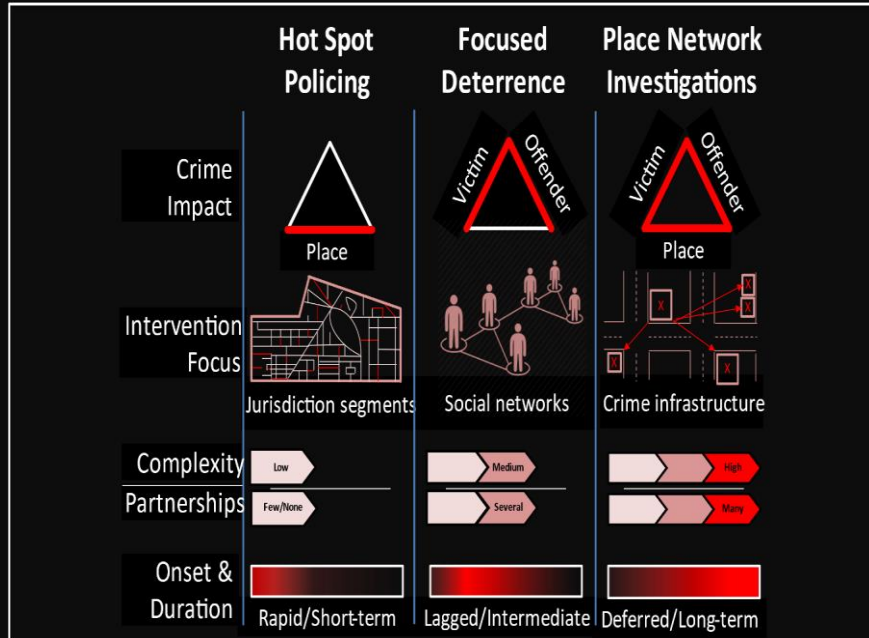 Hot Spot
Policing
Focused
Deterrence
Place Network
Investigations
Crime
Impact
Place
Victim
Offender
Victim
Offender
Place
Intervention
Focus
Jurisdiction segments
Social networks
X
X
X
X
X
Crime infrastructure
Complexity
Low
Medium
High
Partnerships
Few/None
Several
Many
Onset &
Duration
Rapid/Short-term
Lagged/Intermediate
Deferred/Long-term